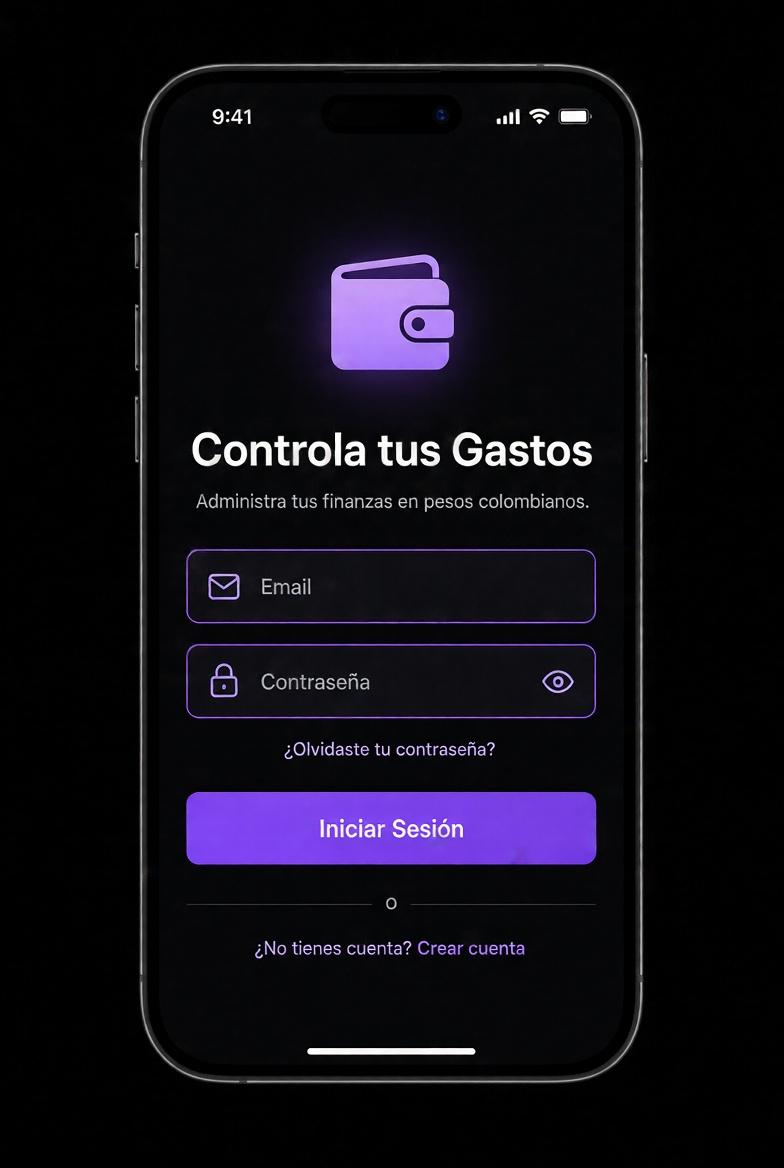 9:41
Controla tus Gastos
Administra tus finanzas en pesos colombianos.
Email
Contraseña
¿Olvidaste tu contraseña?
Iniciar Sesión
O
¿No tienes cuenta? Crear cuenta